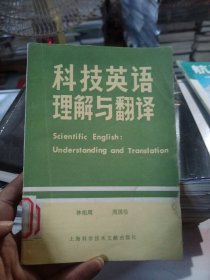 科技英语
理解与翻译
Scientific English:
Understanding and Translation
上海科学技术文献出版社
航